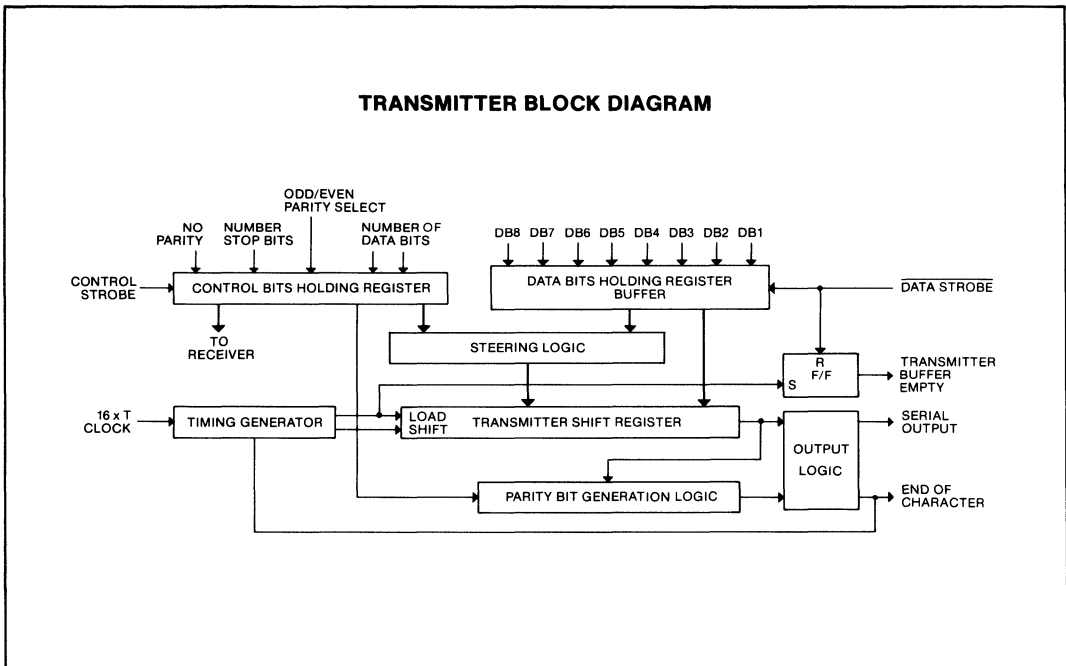 TRANSMITTER BLOCK DIAGRAM
ODD/EVEN
PARITY SELECT
NO
PARITY
NUMBER
STOP BITS
NUMBER OF
DATA BITS
DB8 DB7 DB6 DB5 DB4 DB3 DB2 DB1
CONTROL
STROBE
CONTROL BITS HOLDING REGISTER
DATA BITS HOLDING REGISTER
BUFFER
DATA STROBE
TO
RECEIVER
STEERING LOGIC
R
F/F
S
TRANSMITTER
BUFFER
EMPTY
16 x T
CLOCK
TIMING GENERATOR
LOAD
SHIFT
TRANSMITTER SHIFT REGISTER
OUTPUT
LOGIC
SERIAL
OUTPUT
PARITY BIT GENERATION LOGIC
END OF
CHARACTER